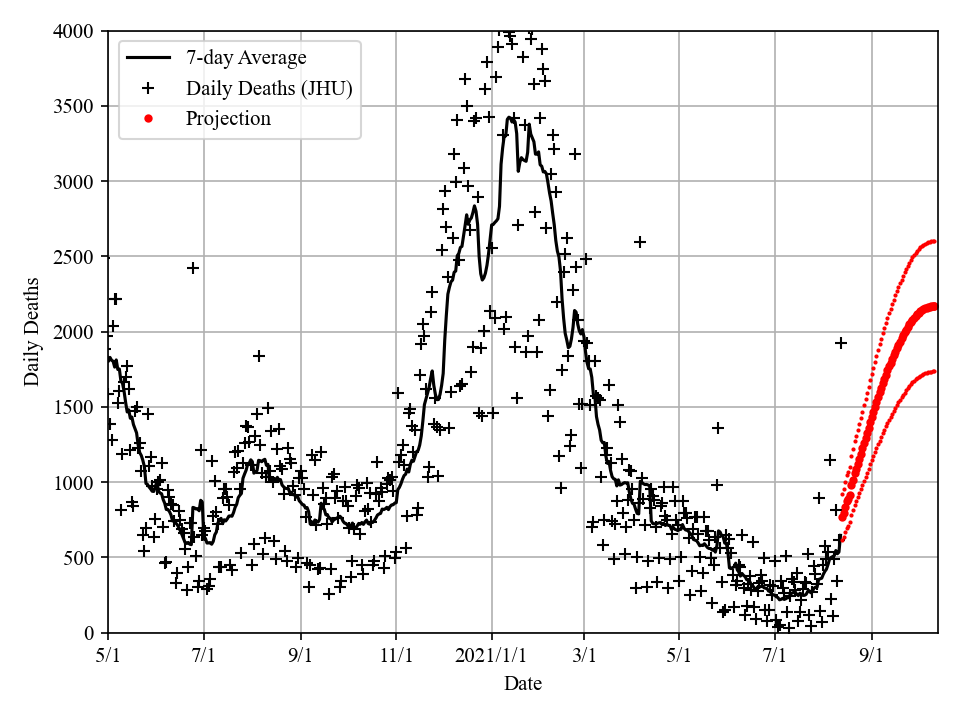 4000
3500
3000
2500
2000
1500
1000
500
0
Daily Deaths
7-day Average
Daily Deaths (JHU)
Projection
5/1 7/1 9/1 11/1 2021/1/1 3/1 5/1 7/1 9/1
Date